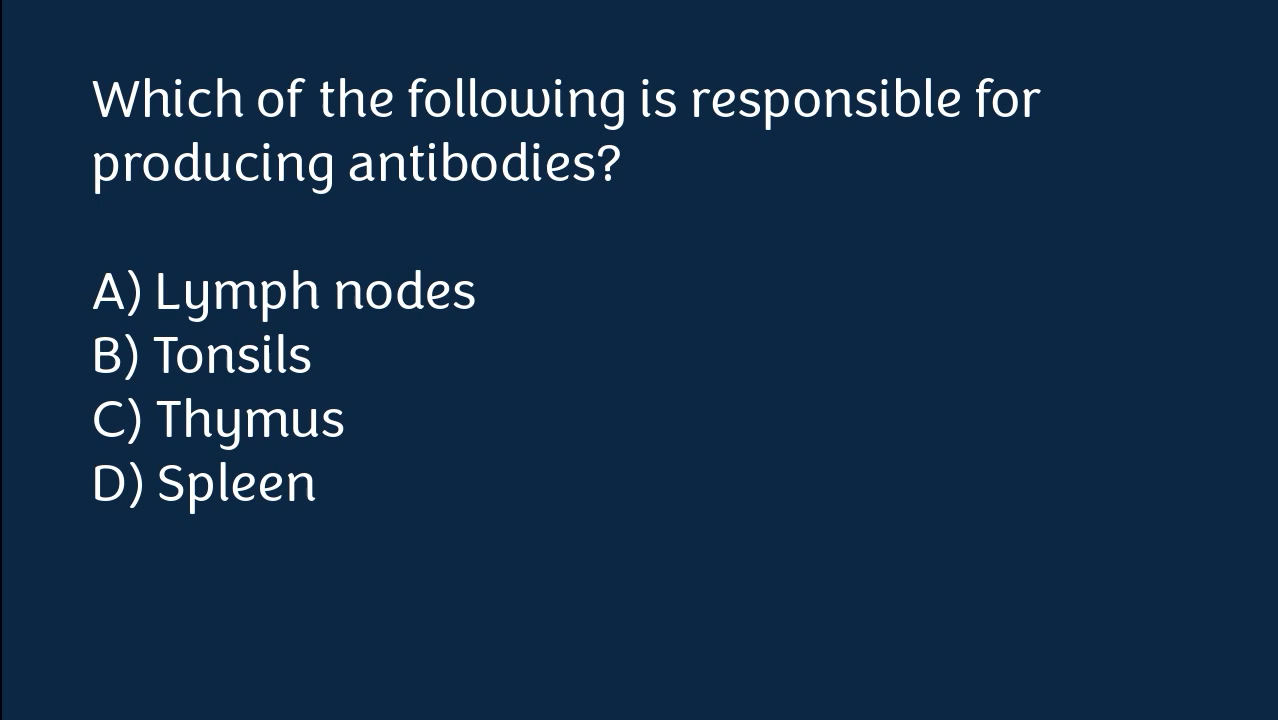 Which of the following is responsible for
producing antibodies?
A) Lymph nodes
B) Tonsils
C) Thymus
D) Spleen